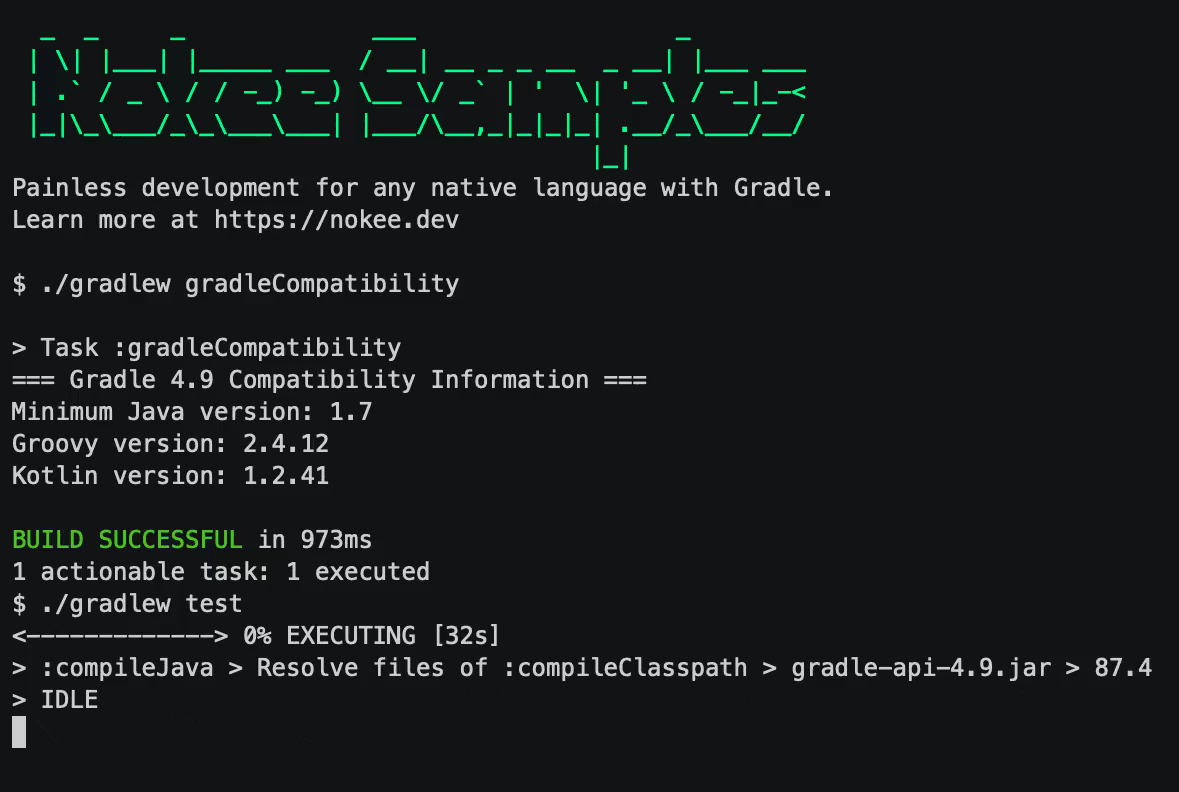 Nokee Samples
Painless development for any native language with Gradle.
Learn more at https://nokee.dev
$ ./gradlew gradleCompatibility
> Task :gradleCompatibility
=== Gradle 4.9 Compatibility Information ===
Minimum Java version: 1.7
Groovy version: 2.4.12
Kotlin version: 1.2.41
BUILD SUCCESSFUL in 973ms
1 actionable task: 1 executed
$ ./gradlew test
<-------------> 0% EXECUTING [32s]
> :compileJava > Resolve files of :compileClasspath > gradle-api-4.9.jar > 87.4
> IDLE